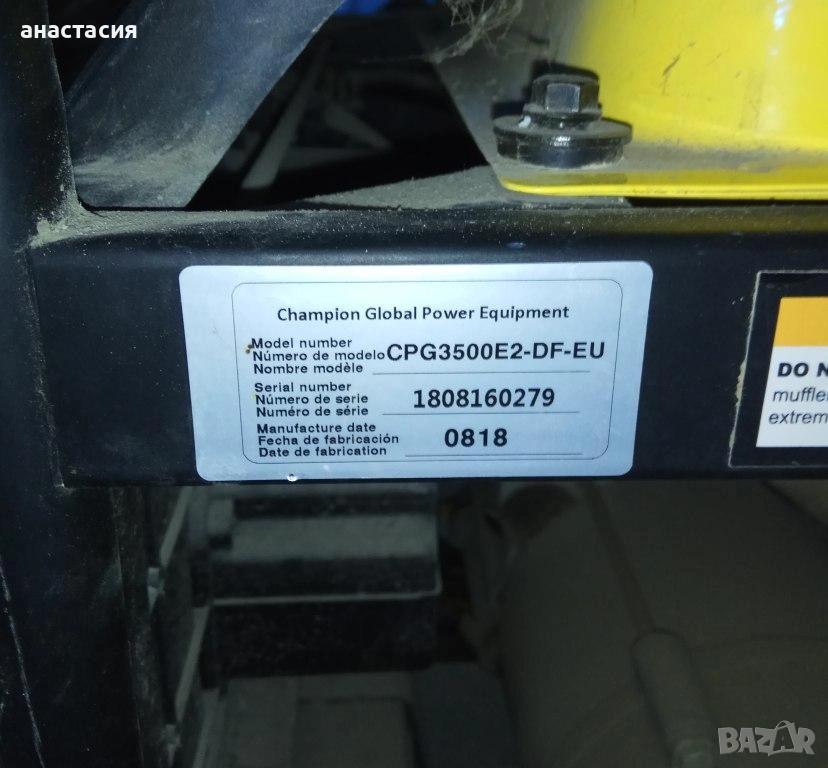 анастасия
Champion Global Power Equipment
Model number
Número de modelo CPG3500E2-DF-EU
Nombre modèle
Serial number
Número de serie 1808160279
Numéro de série
Manufacture date
Fecha de fabricación 0818
Date de fabrication
DO N
muffle
extrem
BAZAR